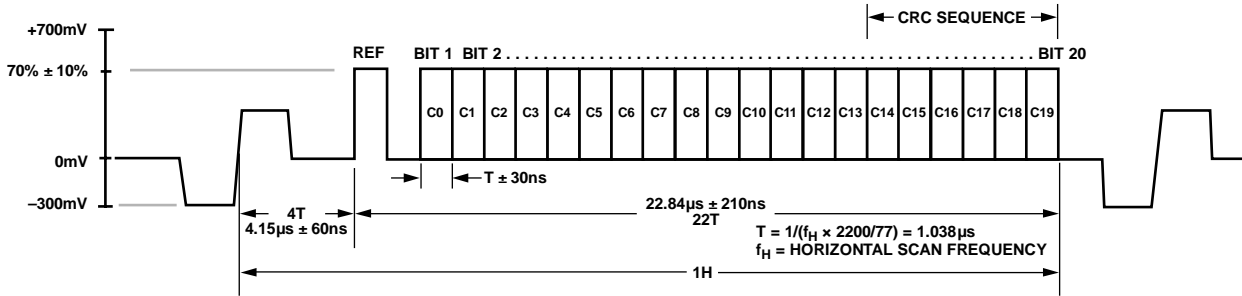 CRC SEQUENCE
+700mV
REF
BIT 1 BIT 2 . . . . . . . . . . . . . . . . . . . . . . . . . . . . . . . . . . . . . . . . . . . . . . . . . . . . . . . . . . BIT 20
70% ± 10%
C0 C1 C2 C3 C4 C5 C6 C7 C8 C9 C10 C11 C12 C13 C14 C15 C16 C17 C18 C19
0mV
T ± 30ns
–300mV
4T
4.15µs ± 60ns
22.84µs ± 210ns
22T
T = 1/(fH × 2200/77) = 1.038µs
fH = HORIZONTAL SCAN FREQUENCY
1H